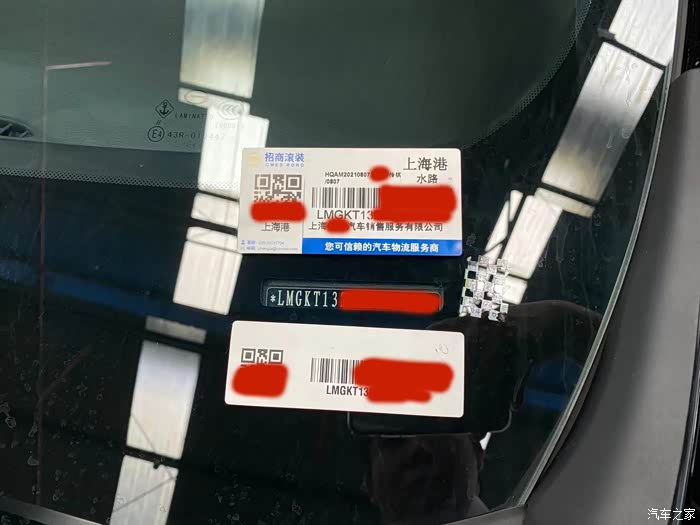 LAMINATED
43R-0
招商滚装
CMES RORO
上海港
HQAM20210807
/0807
水路
LMGKT13
上海港
上海
汽车销售服务有限公司
您可信赖的汽车物流服务商
*LMGKT13
LMGKT13
汽车之家